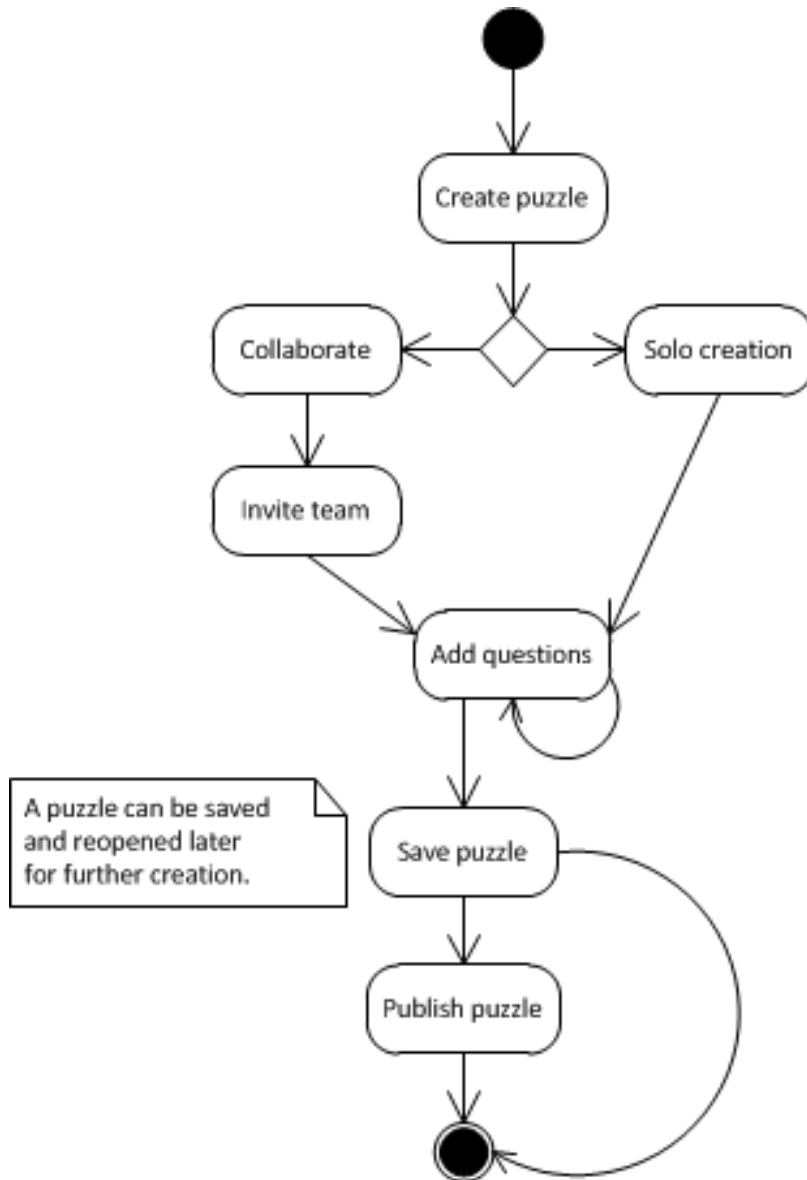 Create puzzle
Collaborate
Solo creation
Invite team
Add questions
A puzzle can be saved
and reopened later
for further creation.
Save puzzle
Publish puzzle